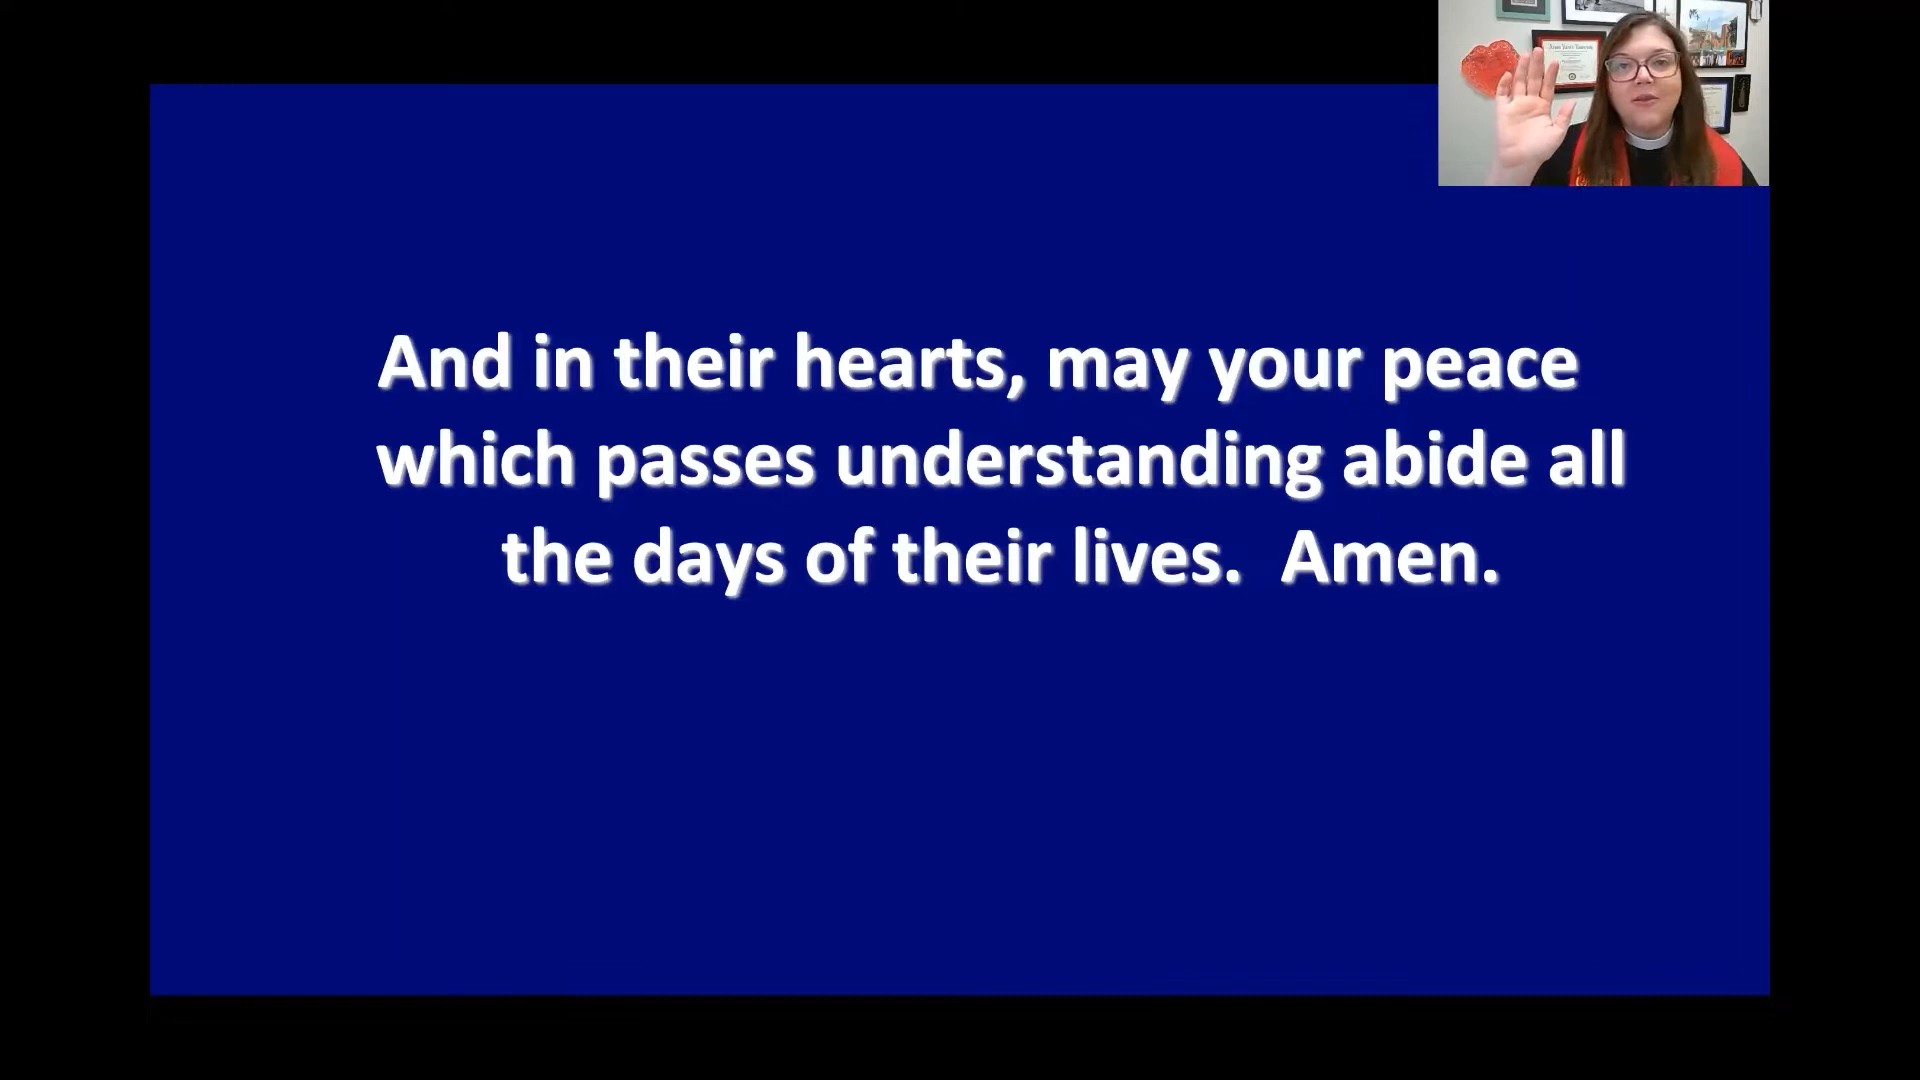 And in their hearts, may your peace
which passes understanding abide all
the days of their lives.  Amen.